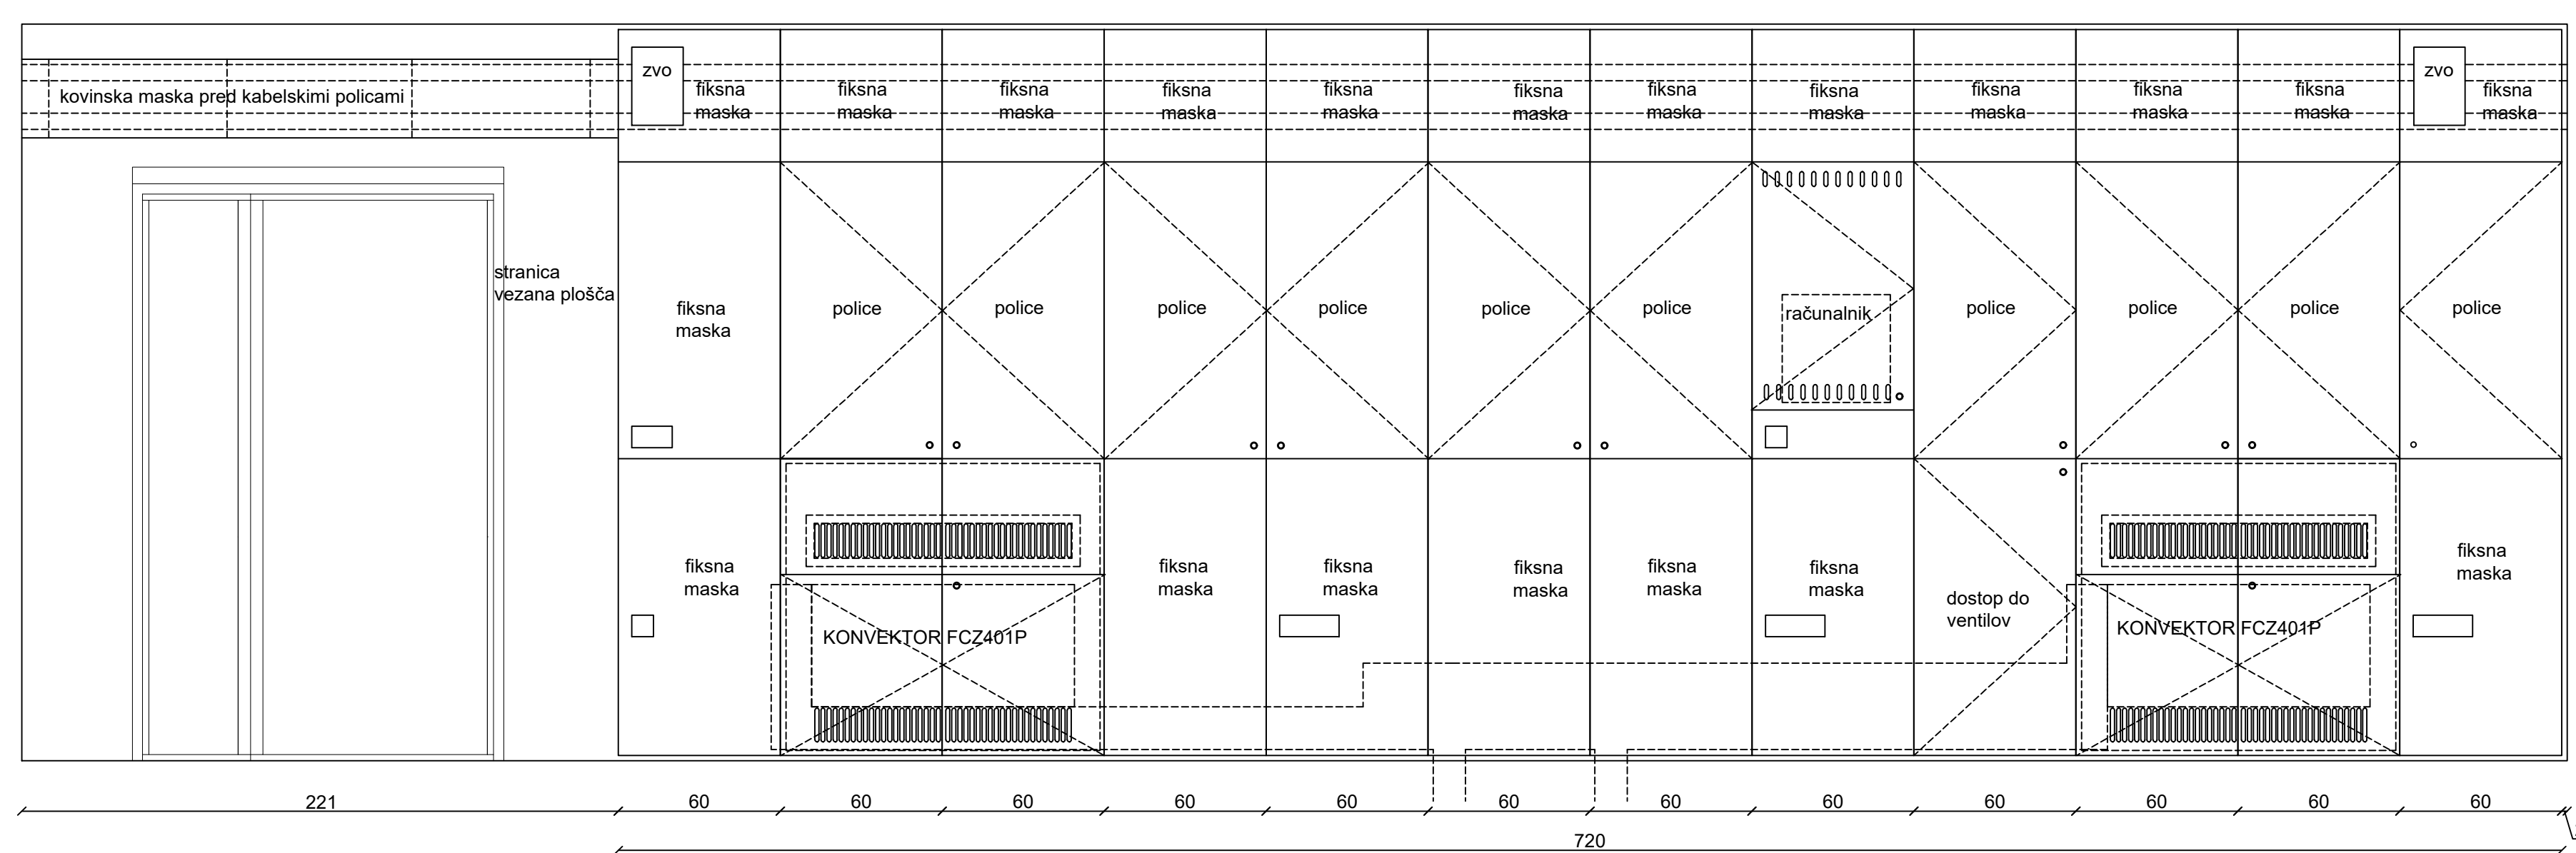 zvo
zvo
kovinska maska pred kabelskimi policami
fiksna
maska
fiksna
maska
fiksna
maska
fiksna
maska
fiksna
maska
fiksna
maska
fiksna
maska
fiksna
maska
fiksna
maska
fiksna
maska
fiksna
maska
fiksna
maska
stranica
vezana plošča
fiksna
maska
police
police
police
police
police
police
računalnik
police
police
police
police
fiksna
maska
fiksna
maska
fiksna
maska
fiksna
maska
fiksna
maska
fiksna
maska
dostop do
ventilov
fiksna
maska
KONVEKTOR FCZ401P
KONVEKTOR FCZ401P
221
60
60
60
60
60
60
60
60
60
60
60
60
720